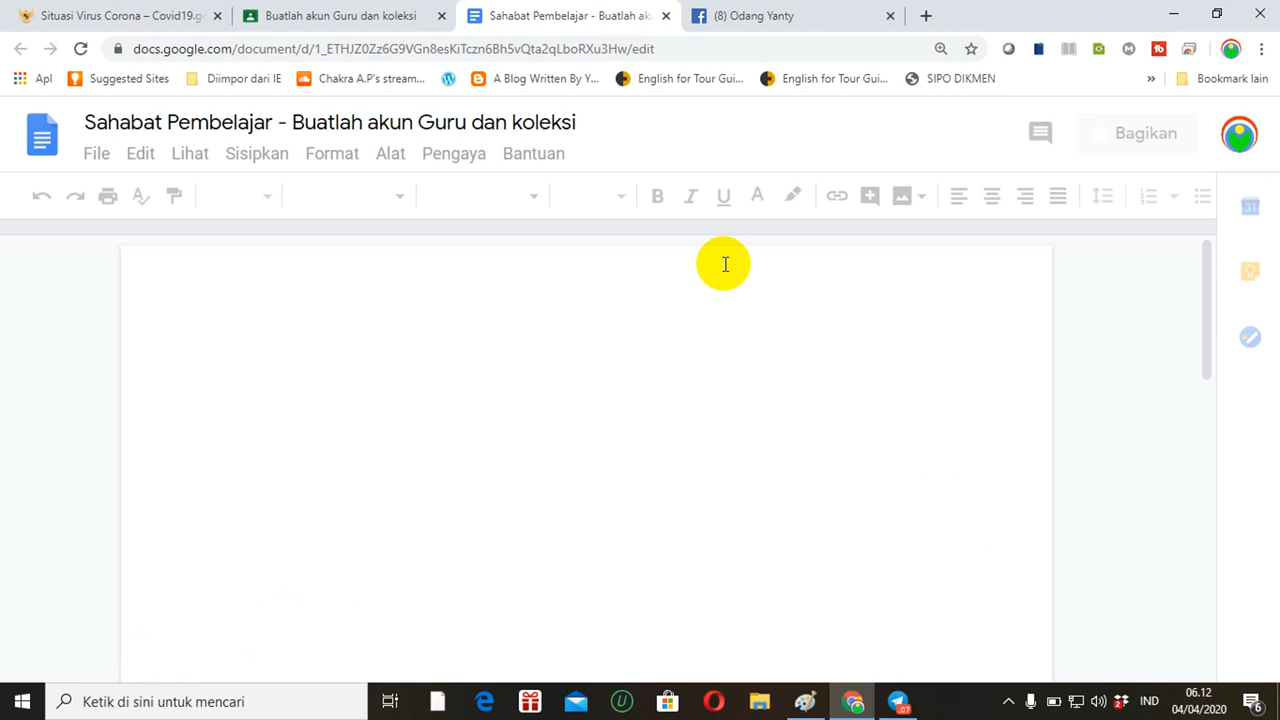 Situasi Virus Corona – Covid19.g
Buatlah akun Guru dan koleksi
Sahabat Pembelajar - Buatlah ak
(8) Odang Yanty
docs.google.com/document/d/1_ETHJZ0Zz6G9VGn8esKiTczn6Bh5vQta2qLboRXu3Hw/edit
Apl
Suggested Sites
Diimpor dari IE
Chakra A.P's stream...
A Blog Written By Y...
English for Tour Gui...
English for Tour Gui...
SIPO DIKMEN
»
Bookmark lain
Sahabat Pembelajar - Buatlah akun Guru dan koleksi
File Edit Lihat Sisipkan Format Alat Pengaya Bantuan
Bagikan
B I U A
31
Ketik di sini untuk mencari
07
IND
06.12
04/04/2020
6